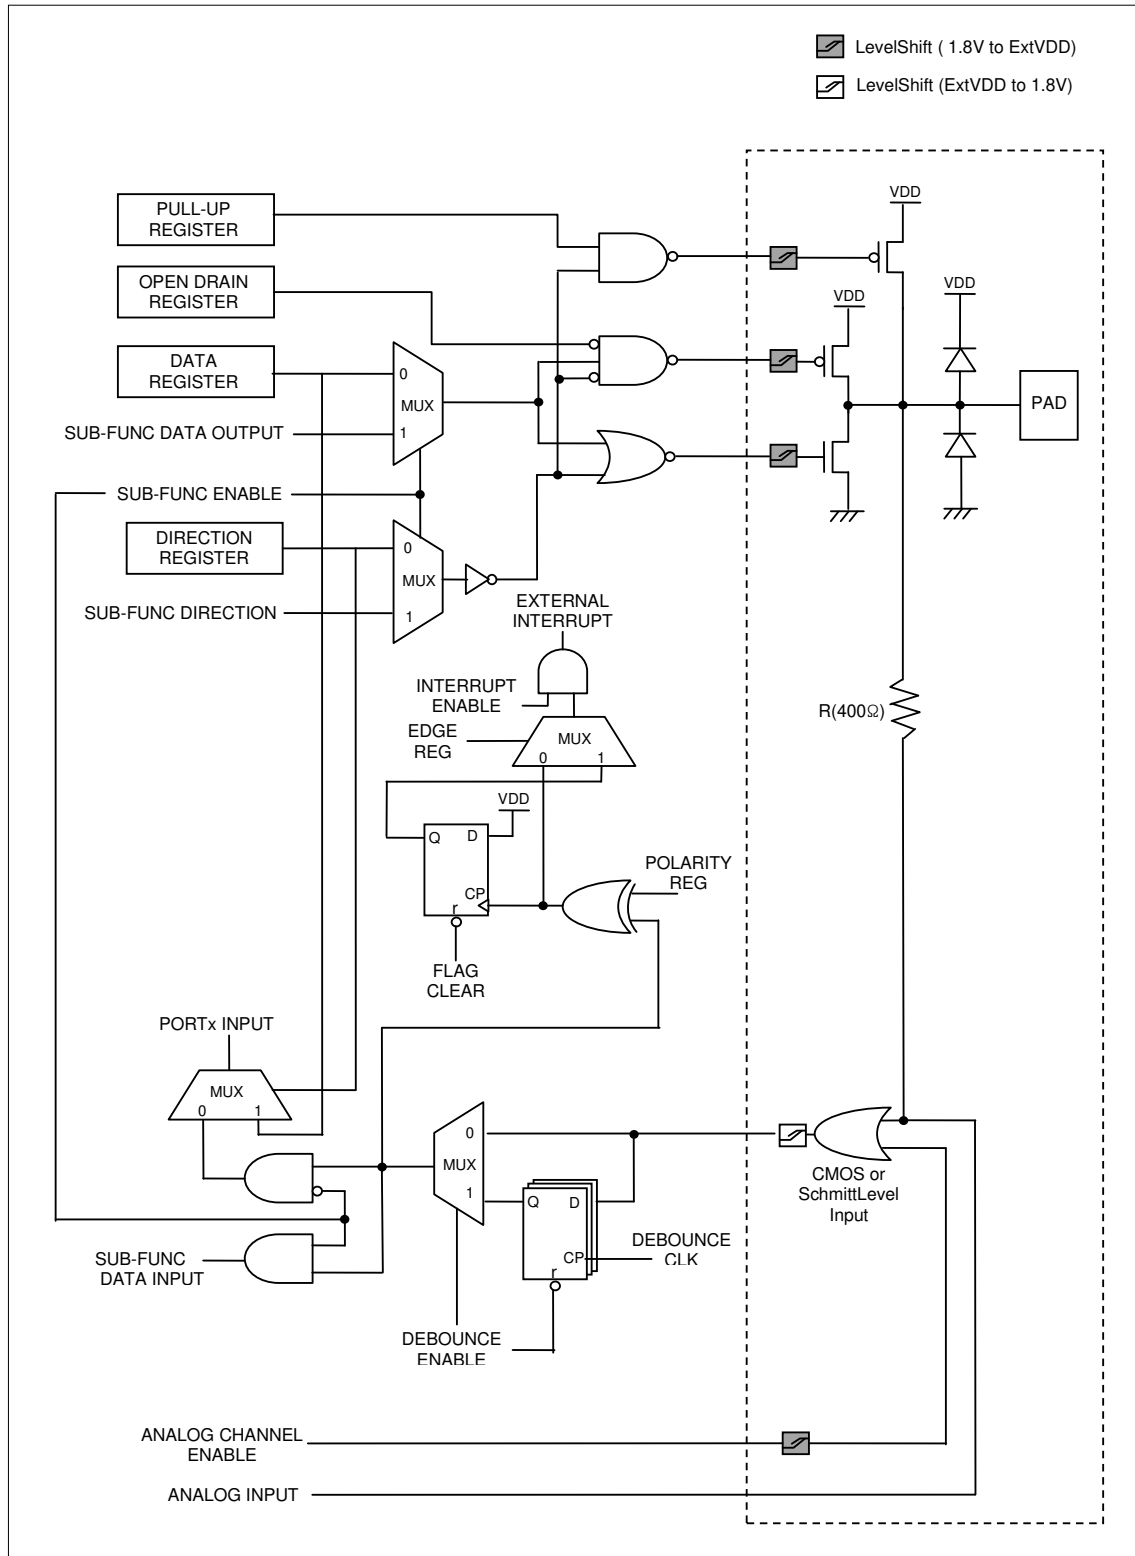 LevelShift ( 1.8V to ExtVDD)
LevelShift (ExtVDD to 1.8V)
PULL-UP
REGISTER
VDD
OPEN DRAIN
REGISTER
VDD
VDD
DATA
REGISTER
0
MUX
1
PAD
SUB-FUNC DATA OUTPUT
SUB-FUNC ENABLE
DIRECTION
REGISTER
0
MUX
1
SUB-FUNC DIRECTION
EXTERNAL
INTERRUPT
INTERRUPT
ENABLE
R(400Ω)
EDGE
REG
MUX
0 1
VDD
Q D
CP
r
POLARITY
REG
FLAG
CLEAR
PORTx INPUT
MUX
0 1
0
MUX
1
Q D
CP
r
CMOS or
SchmittLevel
Input
DEBOUNCE
CLK
SUB-FUNC
DATA INPUT
DEBOUNCE
ENABLE
ANALOG CHANNEL
ENABLE
ANALOG INPUT